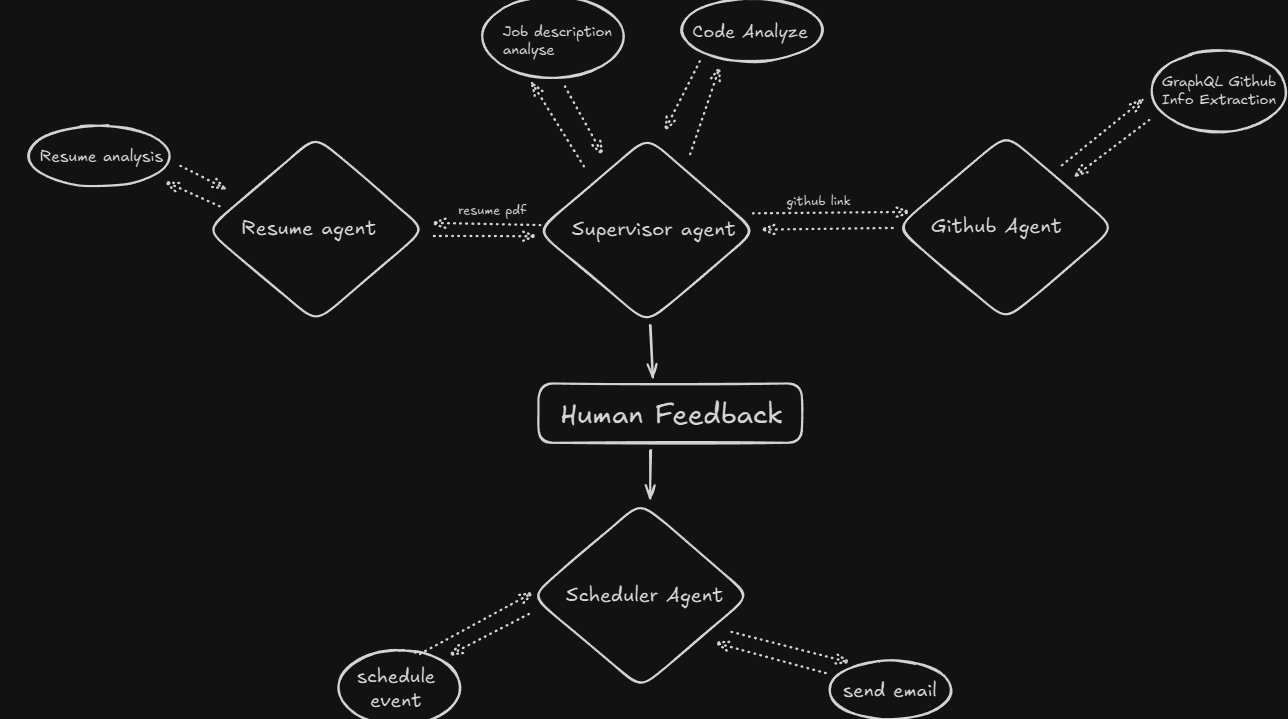 Job description
analyse
Code Analyze
GraphQL Github
Info Extraction
Resume analysis
resume pdf
github link
Resume agent
Supervisor agent
Github Agent
Human Feedback
Scheduler Agent
schedule
event
send email